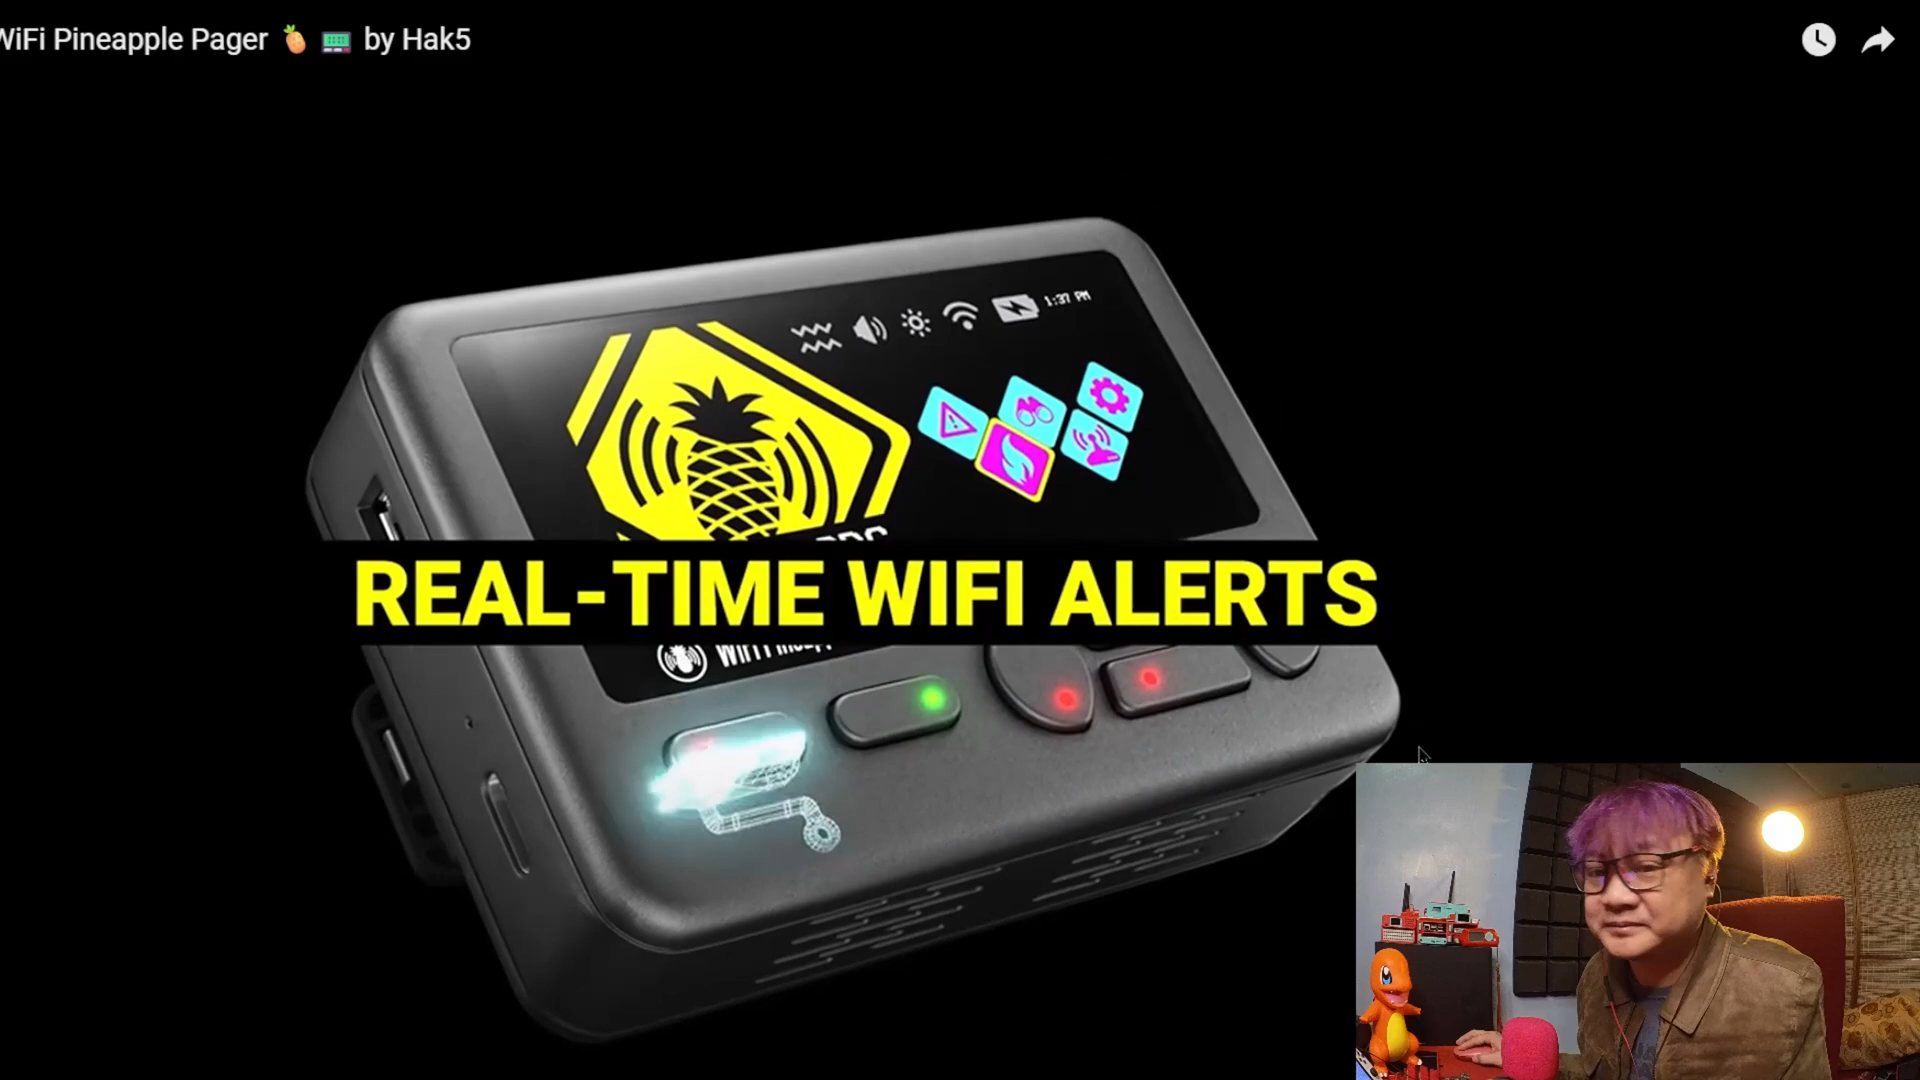 WiFi Pineapple Pager 🍍 📟 by Hak5
1:37 PM
REAL-TIME WIFI ALERTS